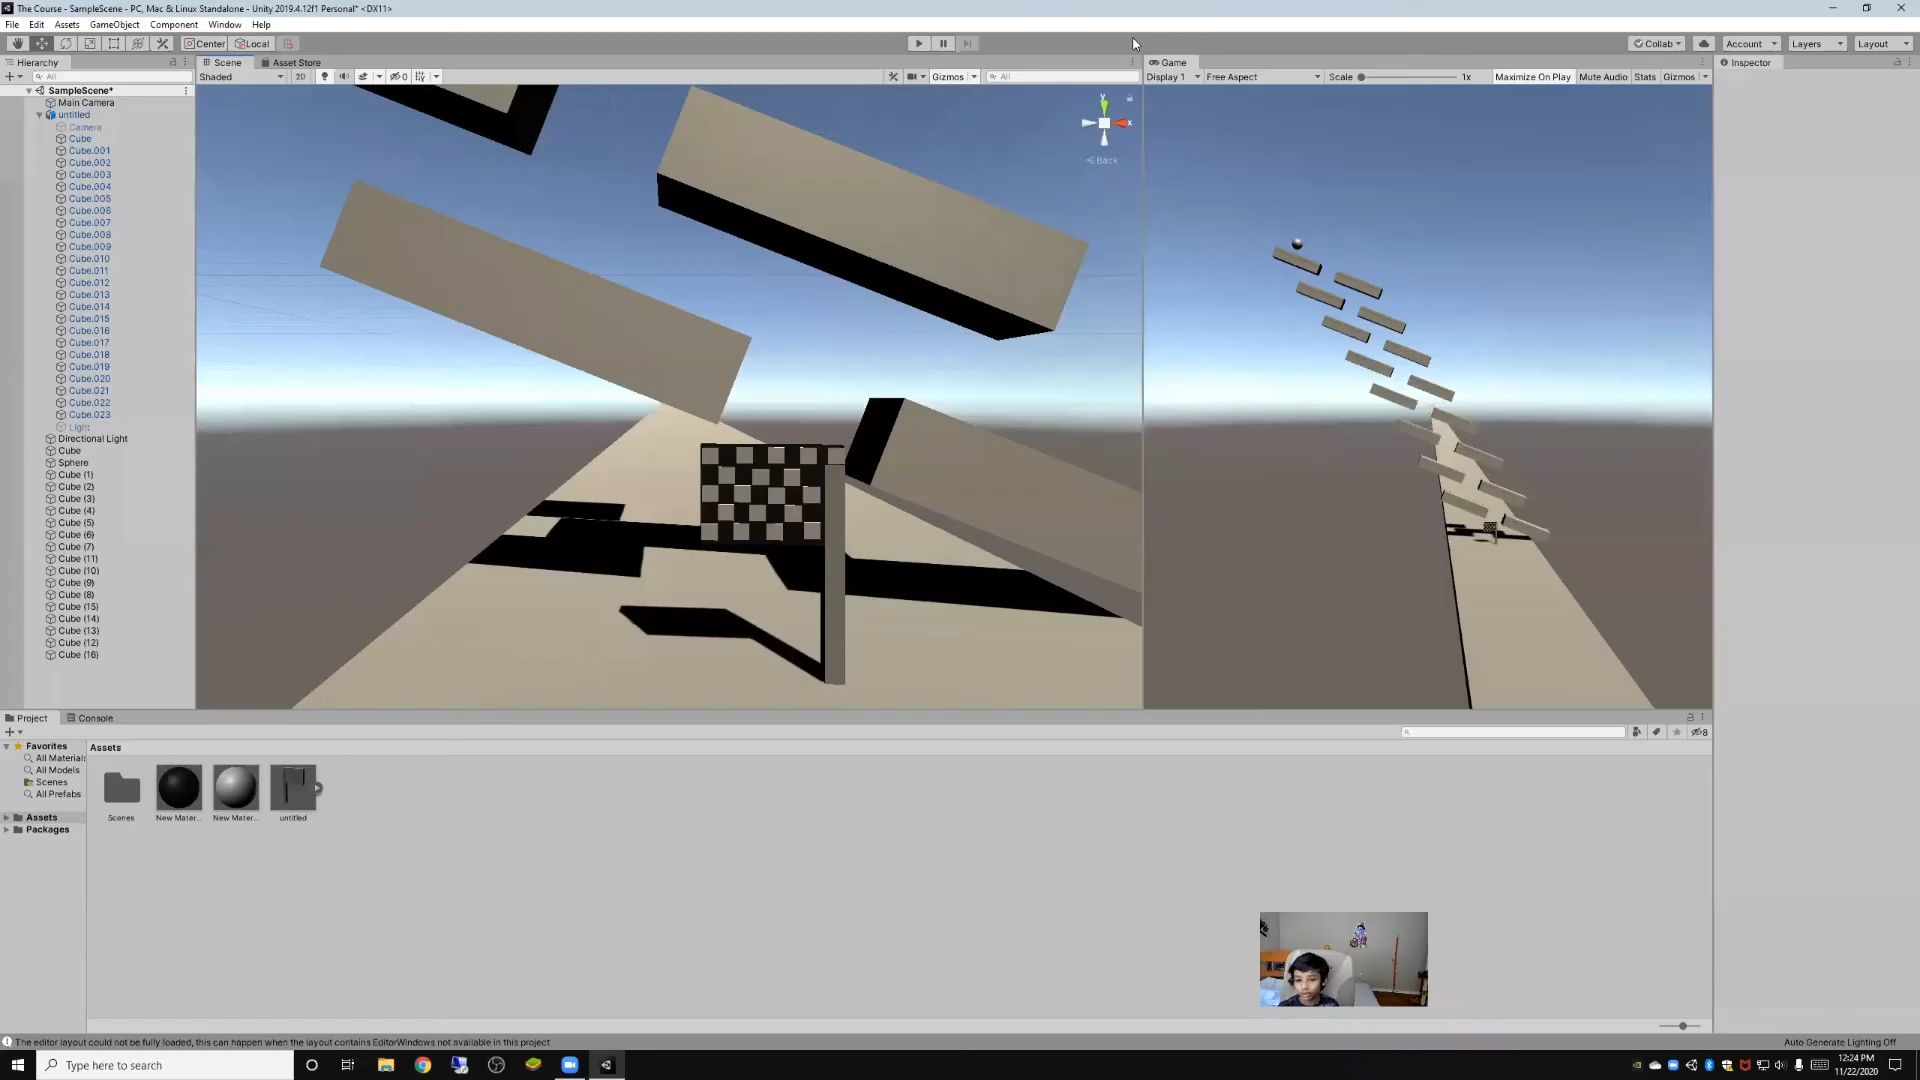 The Course - SampleScene - PC, Mac & Linux Standalone - Unity 2019.4.12f1 Personal* <DX11>
File Edit Assets GameObject Component Window Help
Center Local Collab Account Layers Layout
Hierarchy Scene Asset Store Game Inspector
All Shaded 2D 0 Gizmos All Display 1 Free Aspect Scale 1x Maximize On Play Mute Audio Stats Gizmos
SampleScene*
Main Camera
untitled
Camera
Cube
Cube.001
Cube.002
Cube.003
Cube.004
Cube.005
Cube.006
Cube.007
Cube.008
Cube.009
Cube.010
Cube.011
Cube.012
Cube.013
Cube.014
Cube.015
Cube.016
Cube.017
Cube.018
Cube.019
Cube.020
Cube.021
Cube.022
Cube.023
Light
Directional Light
Cube
Sphere
Cube (1)
Cube (2)
Cube (3)
Cube (4)
Cube (5)
Cube (6)
Cube (7)
Cube (11)
Cube (10)
Cube (9)
Cube (8)
Cube (15)
Cube (14)
Cube (13)
Cube (12)
Cube (16)
y
x
< Back
Project Console
8
Favorites
All Materials
All Models
Scenes
All Prefabs
Assets
Packages
Assets
Scenes New Mater... New Mater... untitled
The editor layout could not be fully loaded, this can happen when the layout contains EditorWindows not available in this project
Auto Generate Lighting Off
Type here to search
12:24 PM
11/22/2020